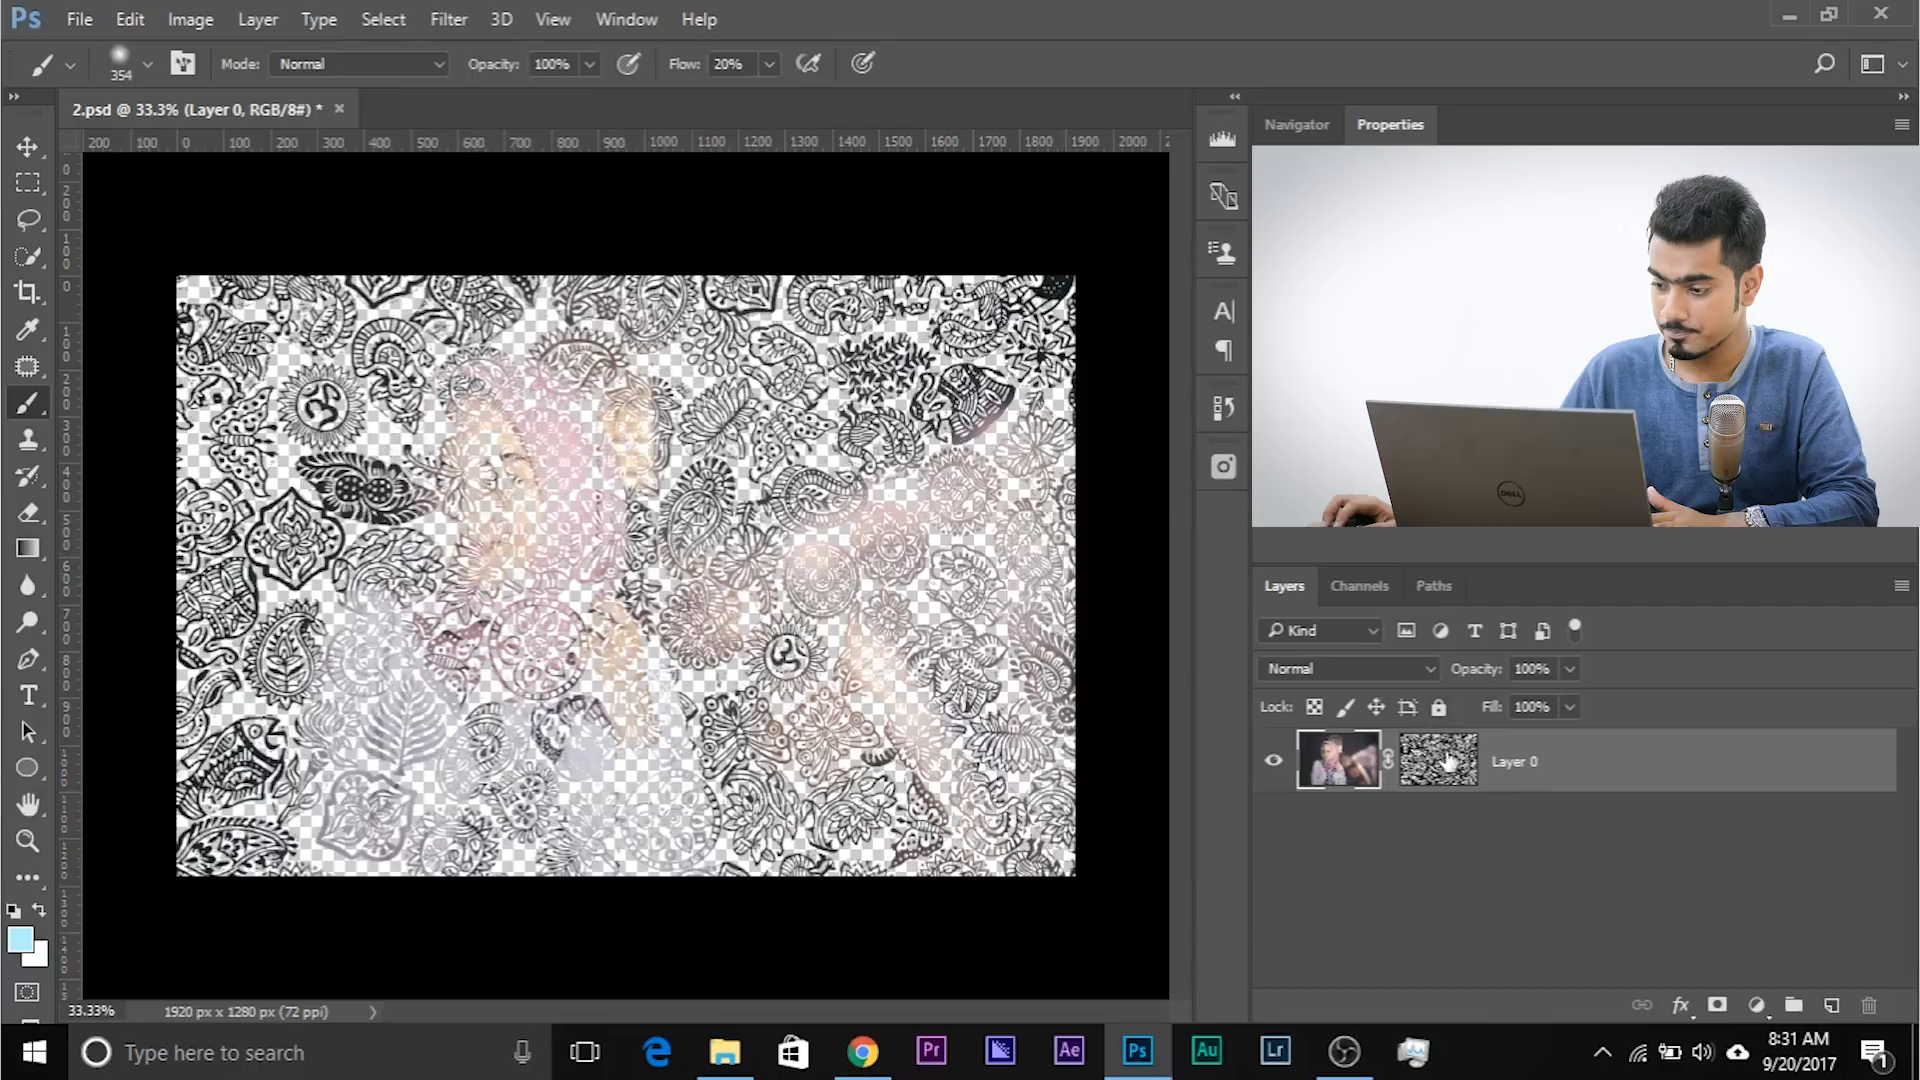 Ps File Edit Image Layer Type Select Filter 3D View Window Help
354 Mode: Normal Opacity: 100% Flow: 20%
2.psd @ 33.3% (Layer 0, RGB/8#) *
200 100 0 100 200 300 400 500 600 700 800 900 1000 1100 1200 1300 1400 1500 1600 1700 1800 1900 2000
Navigator Properties
DELL
Layers Channels Paths
Kind
Normal Opacity: 100%
Lock: Fill: 100%
Layer 0
fx
33.33% 1920 px x 1280 px (72 ppi)
Type here to search
Pr Ae Ps Au Lr
8:31 AM
9/20/2017
1